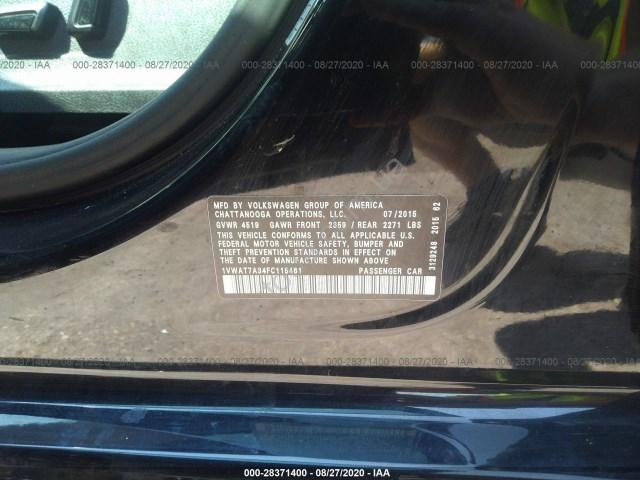 000-28371400 - 08/27/2020 - IAA 000-28371400 - 08/27/2020 - IAA 000-28371400 - 08/27/2020 - IAA
MFD BY VOLKSWAGEN GROUP OF AMERICA
CHATTANOOGA OPERATIONS, LLC. 07/2015
GVWR 4519 GAWR FRONT 2359 / REAR 2271 LBS
THIS VEHICLE CONFORMS TO ALL APPLICABLE
FEDERAL MOTOR VEHICLE SAFETY, BUMPER AND
THEFT PREVENTION STANDARDS IN EFFECT ON
THE DATE OF MANUFACTURE SHOWN ABOVE
1VWAT7A34FC115461 PASSENGER CAR
3129248 2015 62
000-28371400 - 08/27/2020 - IAA 000-28371400 - 08/27/2020 - IAA 000-28371400 - 08/27/2020 - IAA
000-28371400 - 08/27/2020 - IAA